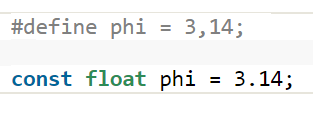 #define phi = 3,14;
const float phi = 3.14;